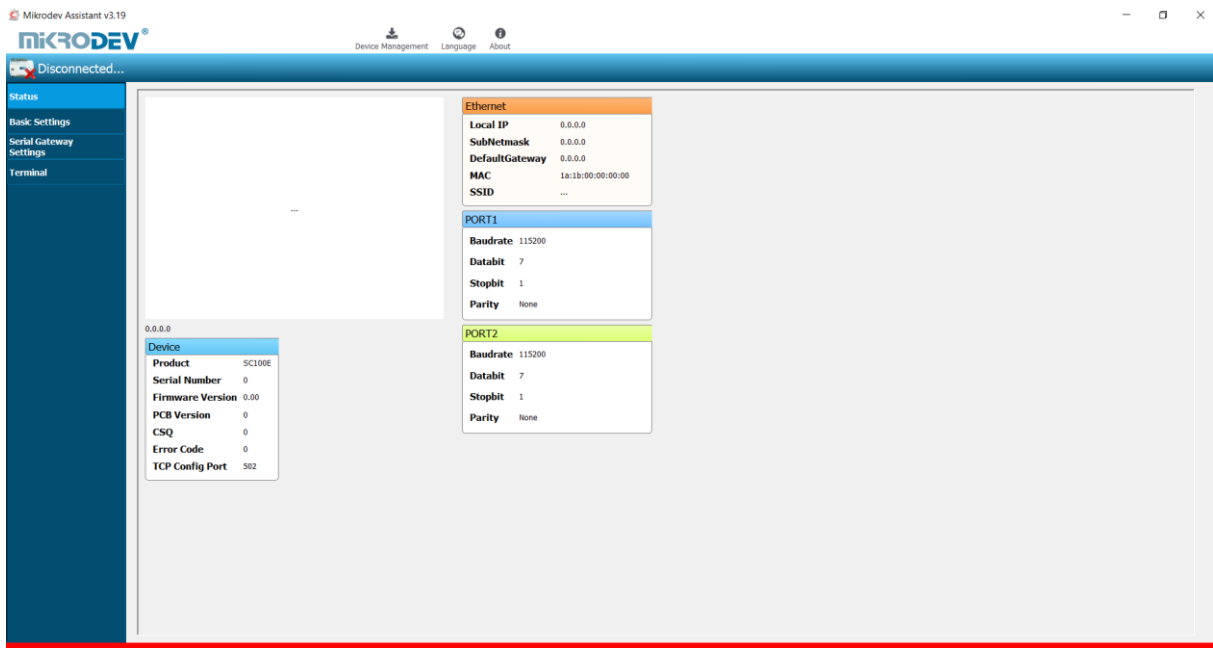 Mikrodev Assistant v3.19
MiKRODEV®
Device Management Language About
Disconnected...
Status
Basic Settings
Serial Gateway
Settings
Terminal
...
0.0.0.0
Device
Product SC100E
Serial Number 0
Firmware Version 0.00
PCB Version 0
CSQ 0
Error Code 0
TCP Config Port 502
Ethernet
Local IP 0.0.0.0
SubNetmask 0.0.0.0
DefaultGateway 0.0.0.0
MAC 1a:1b:00:00:00:00
SSID ...
PORT1
Baudrate 115200
Databit 7
Stopbit 1
Parity None
PORT2
Baudrate 115200
Databit 7
Stopbit 1
Parity None